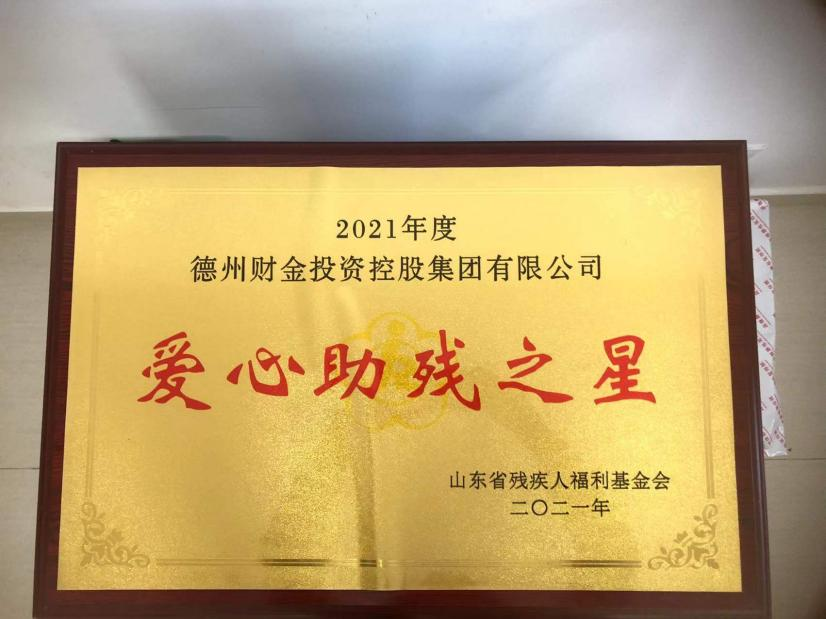 2021年度
德州财金投资控股集团有限公司
爱心助残之星
山东省残疾人福利基金会
二〇二一年